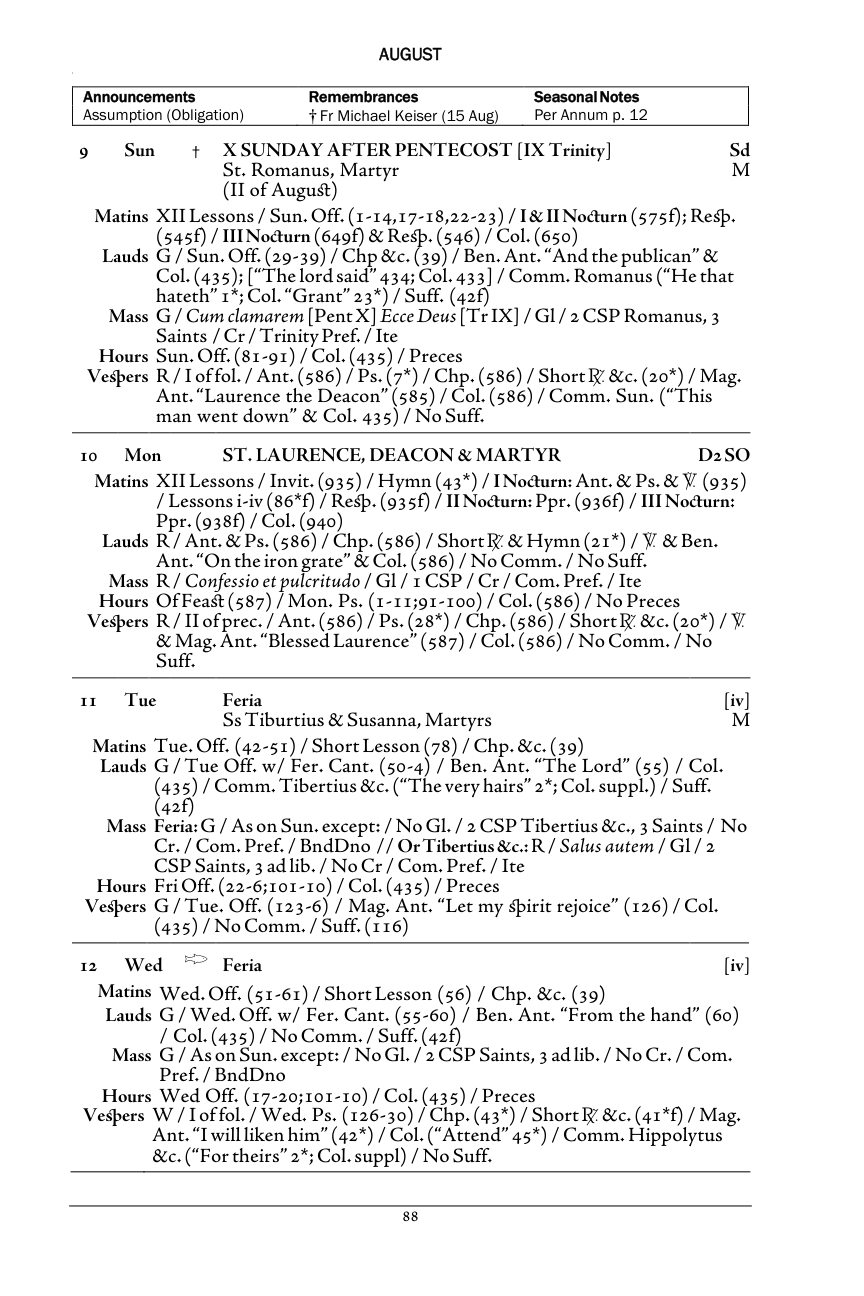 AUGUST
Announcements Remembrances Seasonal Notes
Assumption (Obligation) † Fr Michael Keiser (15 Aug) Per Annum p. 12
9 Sun † X SUNDAY AFTER PENTECOST [IX Trinity] Sd
St. Romanus, Martyr M
(II of August)
Matins XII Lessons / Sun. Off. (1-14,17-18,22-23) / I & II Nocturn (575f); Resp.
(545f) / III Nocturn (649f) & Resp. (546) / Col. (650)
Lauds G / Sun. Off. (29-39) / Chp &c. (39) / Ben. Ant. “And the publican” &
Col. (435); [“The lord said” 434; Col. 433] / Comm. Romanus (“He that
hateth” 1*; Col. “Grant” 23*) / Suff. (42f)
Mass G / Cum clamarem [Pent X] Ecce Deus [Tr IX] / Gl / 2 CSP Romanus, 3
Saints / Cr / Trinity Pref. / Ite
Hours Sun. Off. (81-91) / Col. (435) / Preces
Vespers R / I of fol. / Ant. (586) / Ps. (7*) / Chp. (586) / Short ℟. &c. (20*) / Mag.
Ant. “Laurence the Deacon” (585) / Col. (586) / Comm. Sun. (“This
man went down” & Col. 435) / No Suff.
10 Mon ST. LAURENCE, DEACON & MARTYR D2 SO
Matins XII Lessons / Invit. (935) / Hymn (43*) / I Nocturn: Ant. & Ps. & ℣. (935)
/ Lessons i-iv (86*f) / Resp. (935f) / II Nocturn: Ppr. (936f) / III Nocturn:
Ppr. (938f) / Col. (940)
Lauds R / Ant. & Ps. (586) / Chp. (586) / Short ℟. & Hymn (21*) / ℣. & Ben.
Ant. “On the iron grate” & Col. (586) / No Comm. / No Suff.
Mass R / Confessio et pulcritudo / Gl / 1 CSP / Cr / Com. Pref. / Ite
Hours Of Feast (587) / Mon. Ps. (1-11;91-100) / Col. (586) / No Preces
Vespers R / II of prec. / Ant. (586) / Ps. (28*) / Chp. (586) / Short ℟. &c. (20*) / ℣.
& Mag. Ant. “Blessed Laurence” (587) / Col. (586) / No Comm. / No
Suff.
11 Tue Feria [iv]
Ss Tiburtius & Susanna, Martyrs M
Matins Tue. Off. (42-51) / Short Lesson (78) / Chp. &c. (39)
Lauds G / Tue Off. w/ Fer. Cant. (50-4) / Ben. Ant. “The Lord” (55) / Col.
(435) / Comm. Tibertius &c. (“The very hairs” 2*; Col. suppl.) / Suff.
(42f)
Mass Feria: G / As on Sun. except: / No Gl. / 2 CSP Tibertius &c., 3 Saints / No
Cr. / Com. Pref. / BndDno // Or Tibertius &c.: R / Salus autem / Gl / 2
CSP Saints, 3 ad lib. / No Cr / Com. Pref. / Ite
Hours Fri Off. (22-6;101-10) / Col. (435) / Preces
Vespers G / Tue. Off. (123-6) / Mag. Ant. “Let my spirit rejoice” (126) / Col.
(435) / No Comm. / Suff. (116)
12 Wed Feria [iv]
Matins Wed. Off. (51-61) / Short Lesson (56) / Chp. &c. (39)
Lauds G / Wed. Off. w/ Fer. Cant. (55-60) / Ben. Ant. “From the hand” (60)
/ Col. (435) / No Comm. / Suff. (42f)
Mass G / As on Sun. except: / No Gl. / 2 CSP Saints, 3 ad lib. / No Cr. / Com.
Pref. / BndDno
Hours Wed Off. (17-20;101-10) / Col. (435) / Preces
Vespers W / I of fol. / Wed. Ps. (126-30) / Chp. (43*) / Short ℟. &c. (41*f) / Mag.
Ant. “I will liken him” (42*) / Col. (“Attend” 45*) / Comm. Hippolytus
&c. (“For theirs” 2*; Col. suppl) / No Suff.
88